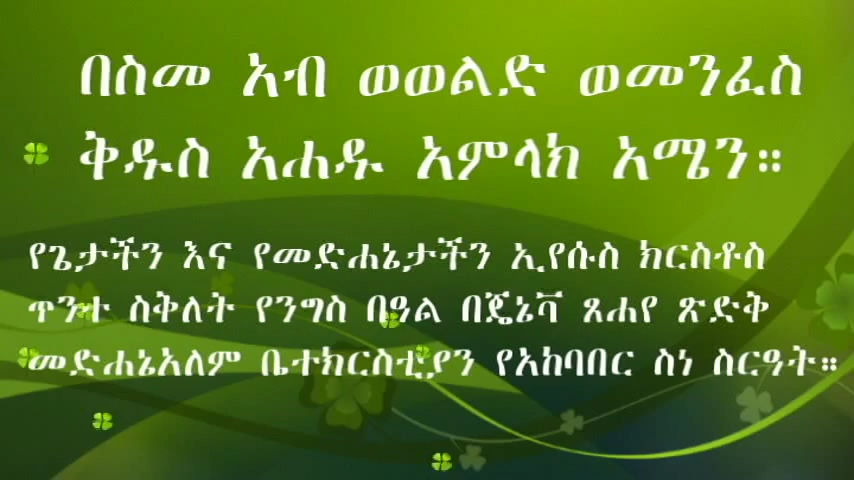 በስመ አብ ወወልድ ወመንፈስ
ቅዱስ አሐዱ አምላክ አሜን።
የጌታችን እና የመድሐኔታችን ኢየሱስ ክርስቶስ
ጥንተ ስቅለት የንግስ በዓል በጄኔቫ ጸሐየ ጽድቅ
መድሐኔአለም ቤተክርስቲያን የአከባበር ስነ ስርዓት።